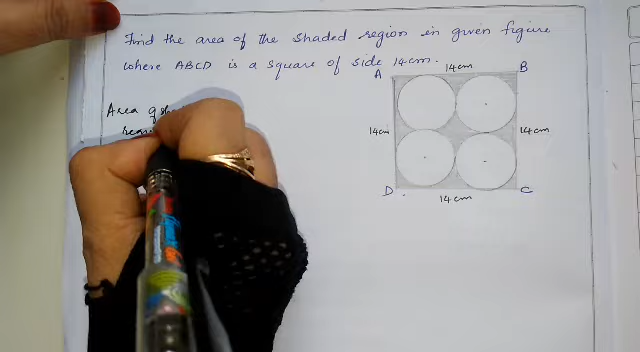 Find the area of the shaded region in given figure
where ABCD is a square of side 14cm.
A
14cm
B
Area of
14cm
14cm
D
14cm
C